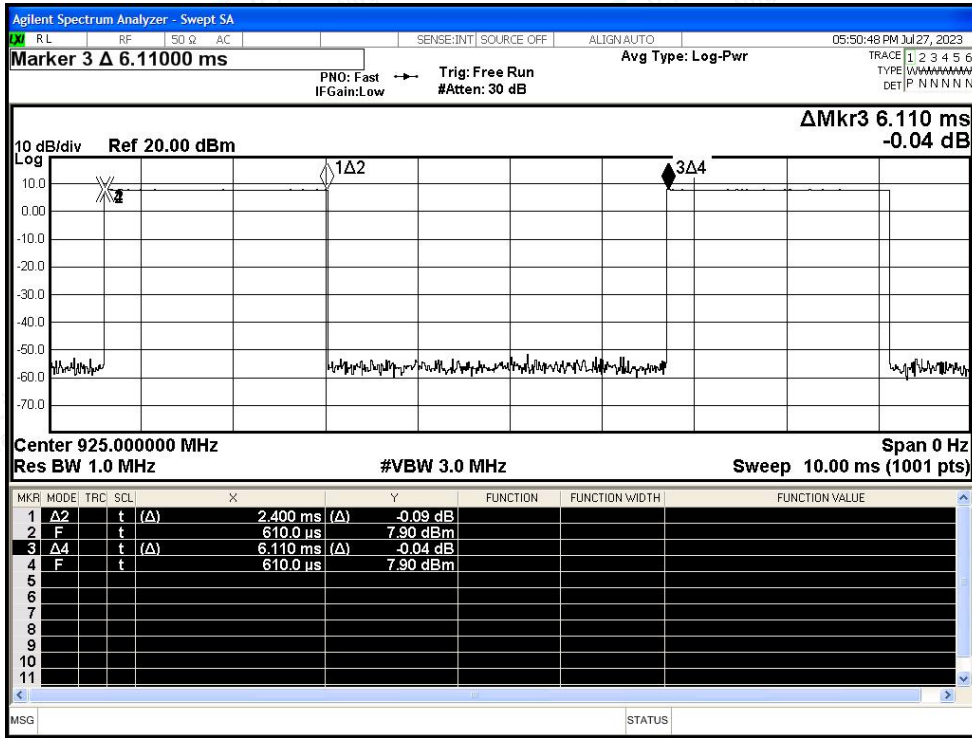 Agilent Spectrum Analyzer - Swept SA
LXI RL RF 50 Ω AC SENSE:INT SOURCE OFF ALIGN AUTO 05:50:48 PM Jul 27, 2023
Marker 3 Δ 6.11000 ms
PNO: Fast
IFGain:Low
Trig: Free Run
#Atten: 30 dB
Avg Type: Log-Pwr
TRACE 1 2 3 4 5 6
TYPE
DET P N N N N N
ΔMkr3 6.110 ms
-0.04 dB
10 dB/div Ref 20.00 dBm
Log
1Δ2
3Δ4
10.0
0.00
-10.0
-20.0
-30.0
-40.0
-50.0
-60.0
-70.0
Center 925.000000 MHz Span 0 Hz
Res BW 1.0 MHz #VBW 3.0 MHz Sweep 10.00 ms (1001 pts)
MKR MODE TRC SCL X Y FUNCTION FUNCTION WIDTH FUNCTION VALUE
1 Δ2 t (Δ) 2.400 ms (Δ) -0.09 dB
2 F t 610.0 µs 7.90 dBm
3 Δ4 t (Δ) 6.110 ms (Δ) -0.04 dB
4 F t 610.0 µs 7.90 dBm
5
6
7
8
9
10
11
MSG STATUS